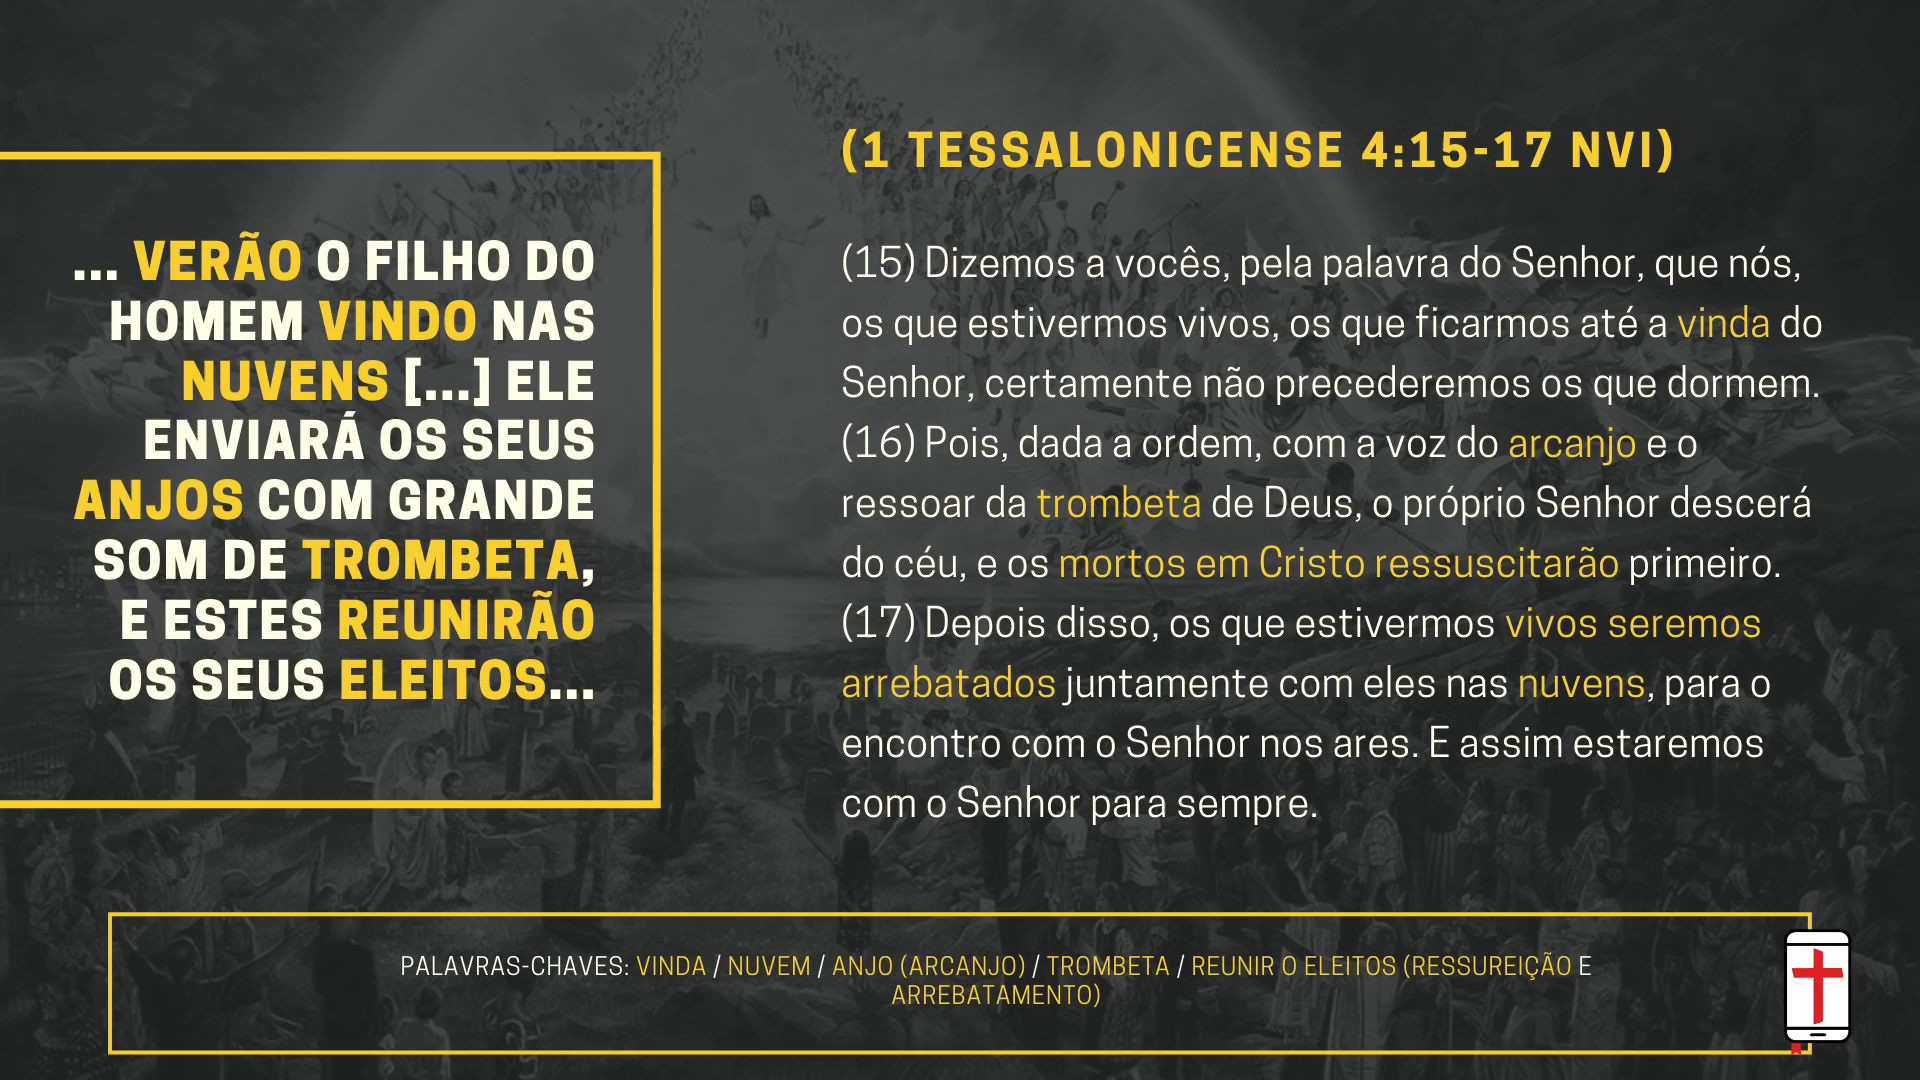 ... VERÃO O FILHO DO
HOMEM VINDO NAS
NUVENS [...] ELE
ENVIARÁ OS SEUS
ANJOS COM GRANDE
SOM DE TROMBETA,
E ESTES REUNIRÃO
OS SEUS ELEITOS...
(1 TESSALONICENSE 4:15-17 NVI)
(15) Dizemos a vocês, pela palavra do Senhor, que nós,
os que estivermos vivos, os que ficarmos até a vinda do
Senhor, certamente não precederemos os que dormem.
(16) Pois, dada a ordem, com a voz do arcanjo e o
ressoar da trombeta de Deus, o próprio Senhor descerá
do céu, e os mortos em Cristo ressuscitarão primeiro.
(17) Depois disso, os que estivermos vivos seremos
arrebatados juntamente com eles nas nuvens, para o
encontro com o Senhor nos ares. E assim estaremos
com o Senhor para sempre.
PALAVRAS-CHAVES: VINDA / NUVEM / ANJO (ARCANJO) / TROMBETA / REUNIR O ELEITOS (RESSUREIÇÃO E
ARREBATAMENTO)